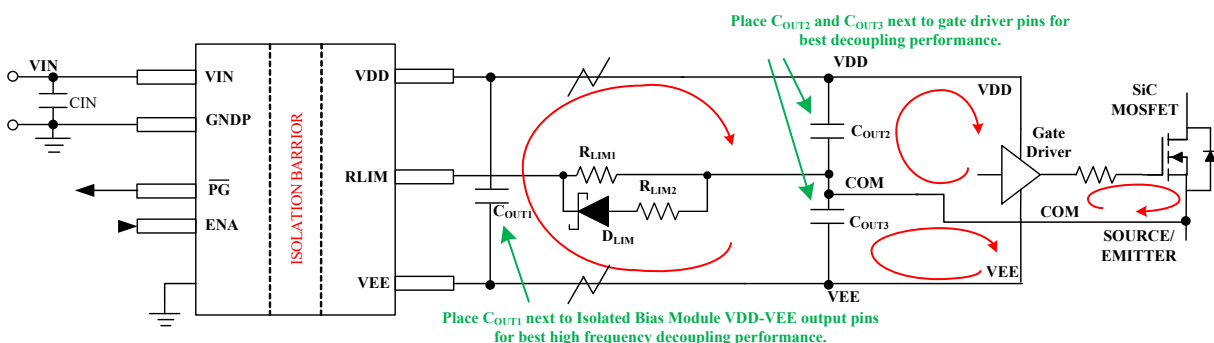 Place COUT2 and COUT3 next to gate driver pins for
best decoupling performance.
VIN
CIN
VIN
GNDP
PG
ENA
ISOLATION BARRIER
VDD
RLIM
VEE
COUT1
RLIM1
RLIM2
DLIM
VDD
COUT2
COM
COUT3
VEE
VDD
Gate
Driver
VEE
SiC
MOSFET
COM
SOURCE/
EMITTER
Place COUT1 next to Isolated Bias Module VDD-VEE output pins
for best high frequency decoupling performance.